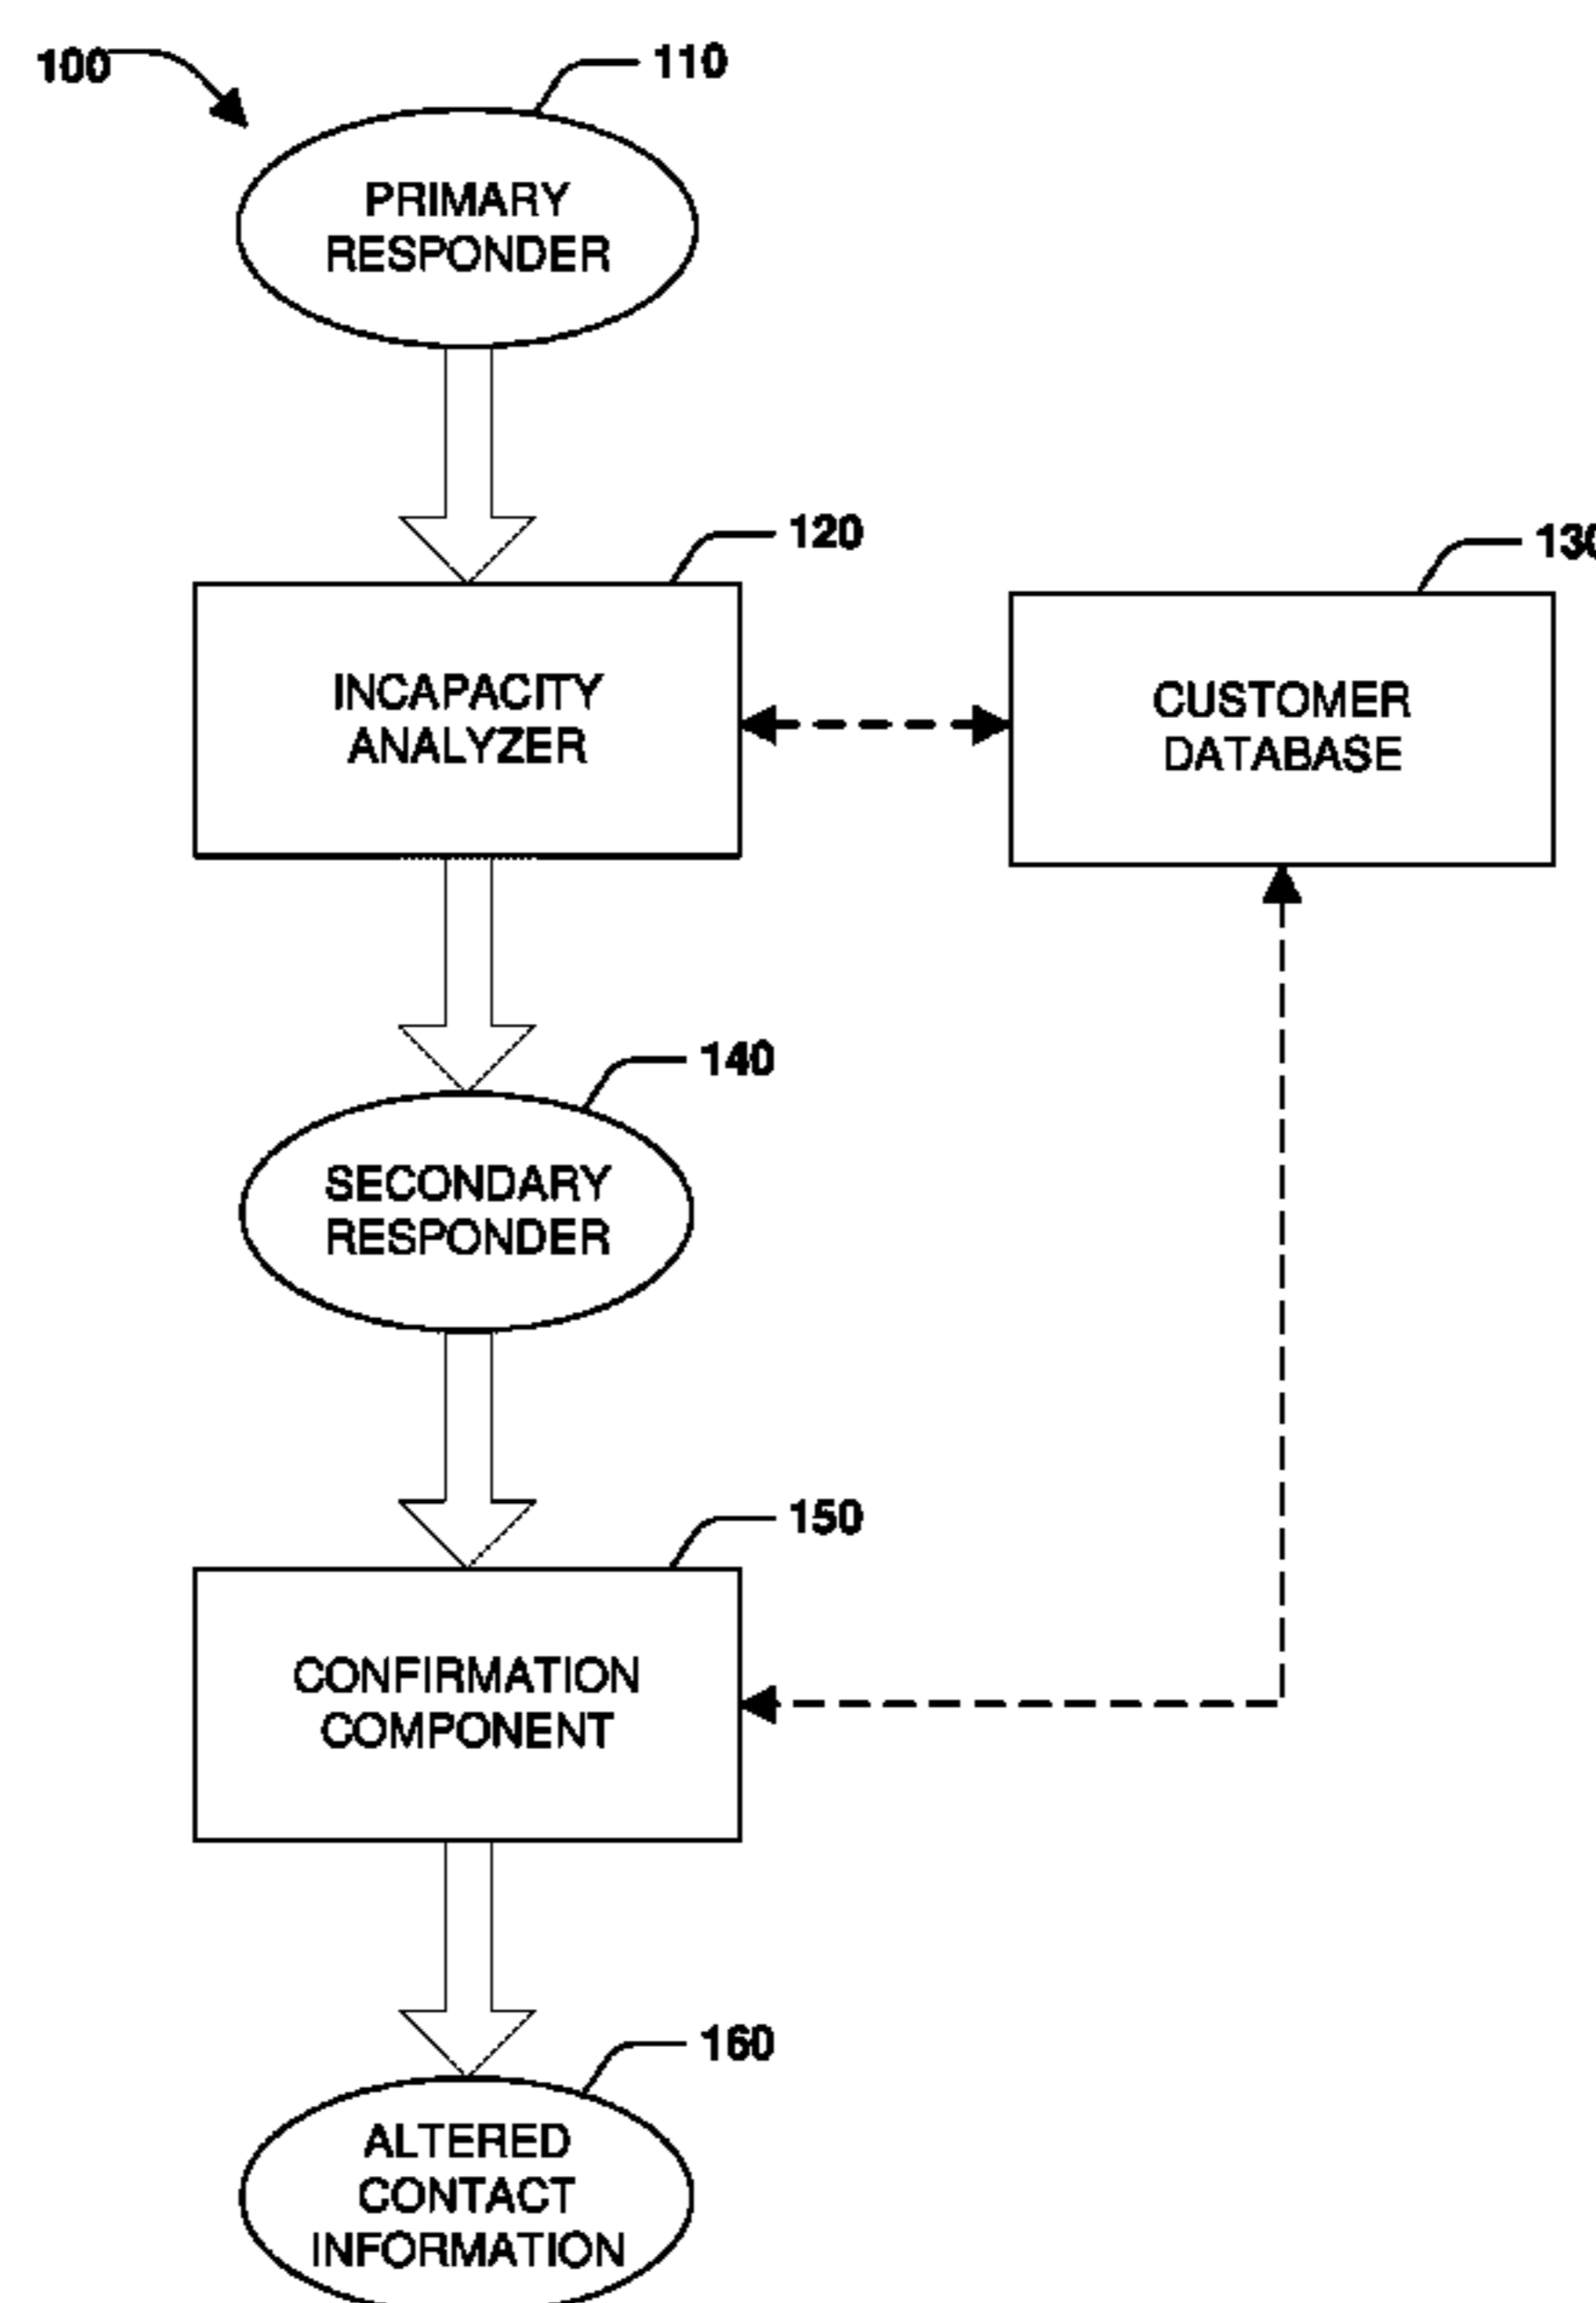 100
110
PRIMARY
RESPONDER
120
130
INCAPACITY
ANALYZER
CUSTOMER
DATABASE
140
SECONDARY
RESPONDER
150
CONFIRMATION
COMPONENT
160
ALTERED
CONTACT
INFORMATION